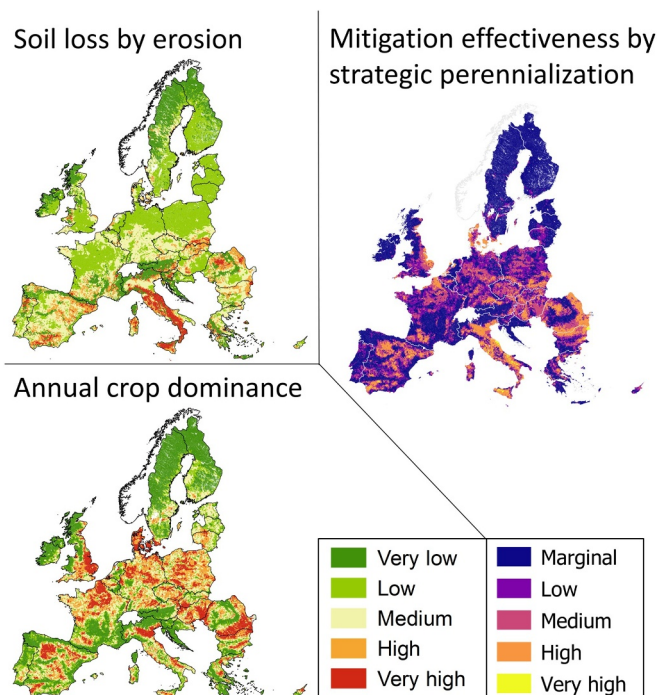 Soil loss by erosion
Mitigation effectiveness by
strategic perennialization
Annual crop dominance
Very low
Low
Medium
High
Very high
Marginal
Low
Medium
High
Very high